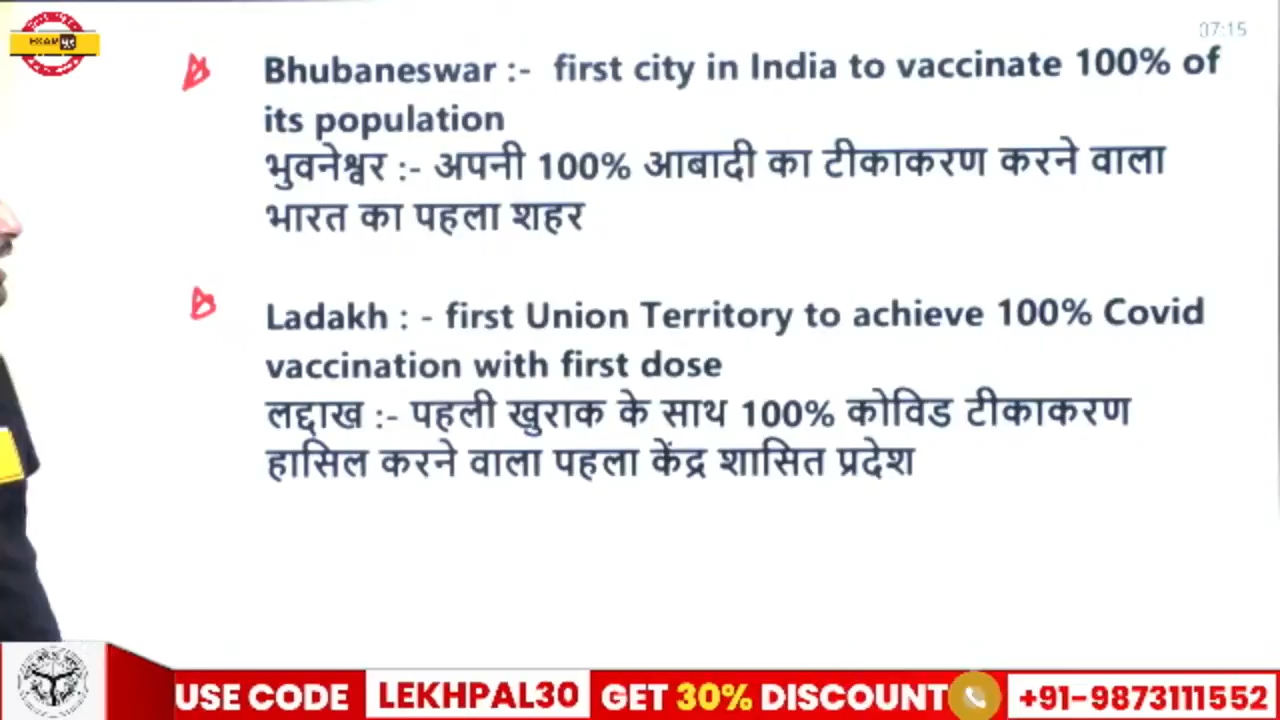 07:15
EXAM
Bhubaneswar :- first city in India to vaccinate 100% of
its population
भुवनेश्वर :- अपनी 100% आबादी का टीकाकरण करने वाला
भारत का पहला शहर
Ladakh : - first Union Territory to achieve 100% Covid
vaccination with first dose
लद्दाख :- पहली खुराक के साथ 100% कोविड टीकाकरण
हासिल करने वाला पहला केंद्र शासित प्रदेश
USE CODE LEKHPAL30 GET 30% DISCOUNT +91-9873111552